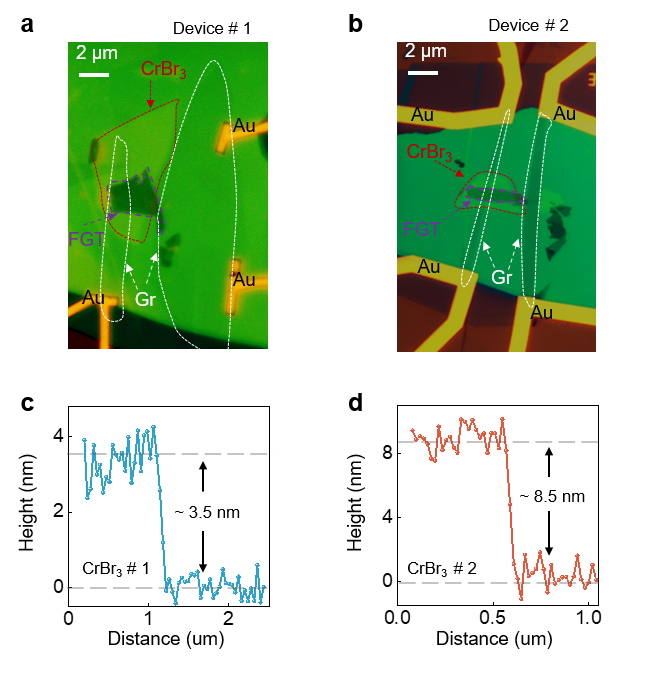 a
Device # 1
2 µm
CrBr3
Au
FGT
Au
Au
Gr
b
Device # 2
2 µm
Au
Au
CrBr3
FGT
Gr
Au
Au
c
Height (nm)
4
2
0
~ 3.5 nm
CrBr3 # 1
0
1
2
Distance (um)
d
Height (nm)
8
4
0
~ 8.5 nm
CrBr3 # 2
0.0
0.5
1.0
Distance (um)